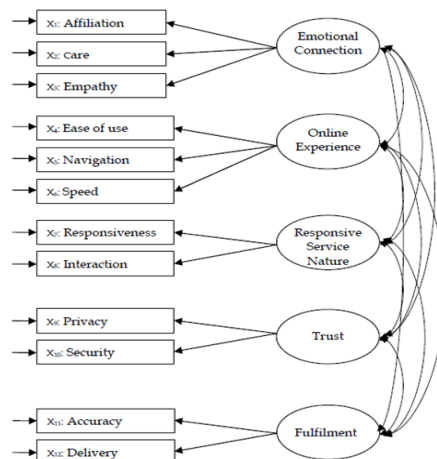 X₁: Affiliation
X₂: care
X₃: Empathy
Emotional
Connection
X₄: Ease of use
X₅: Navigation
X₆: Speed
Online
Experience
X₇: Responsiveness
X₈: Interaction
Responsive
Service
Nature
X₉: Privacy
X₁₀: Security
Trust
X₁₁: Accuracy
X₁₂: Delivery
Fulfilment